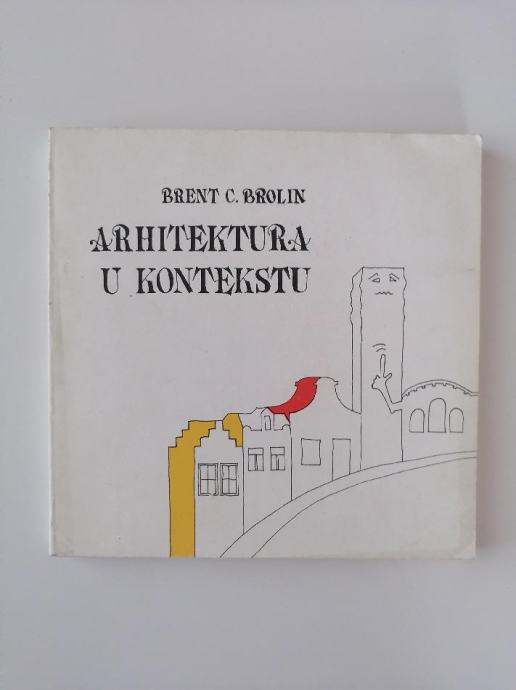 BRENT C. BROLIN
ARHITEKTURA
U KONTEKSTU